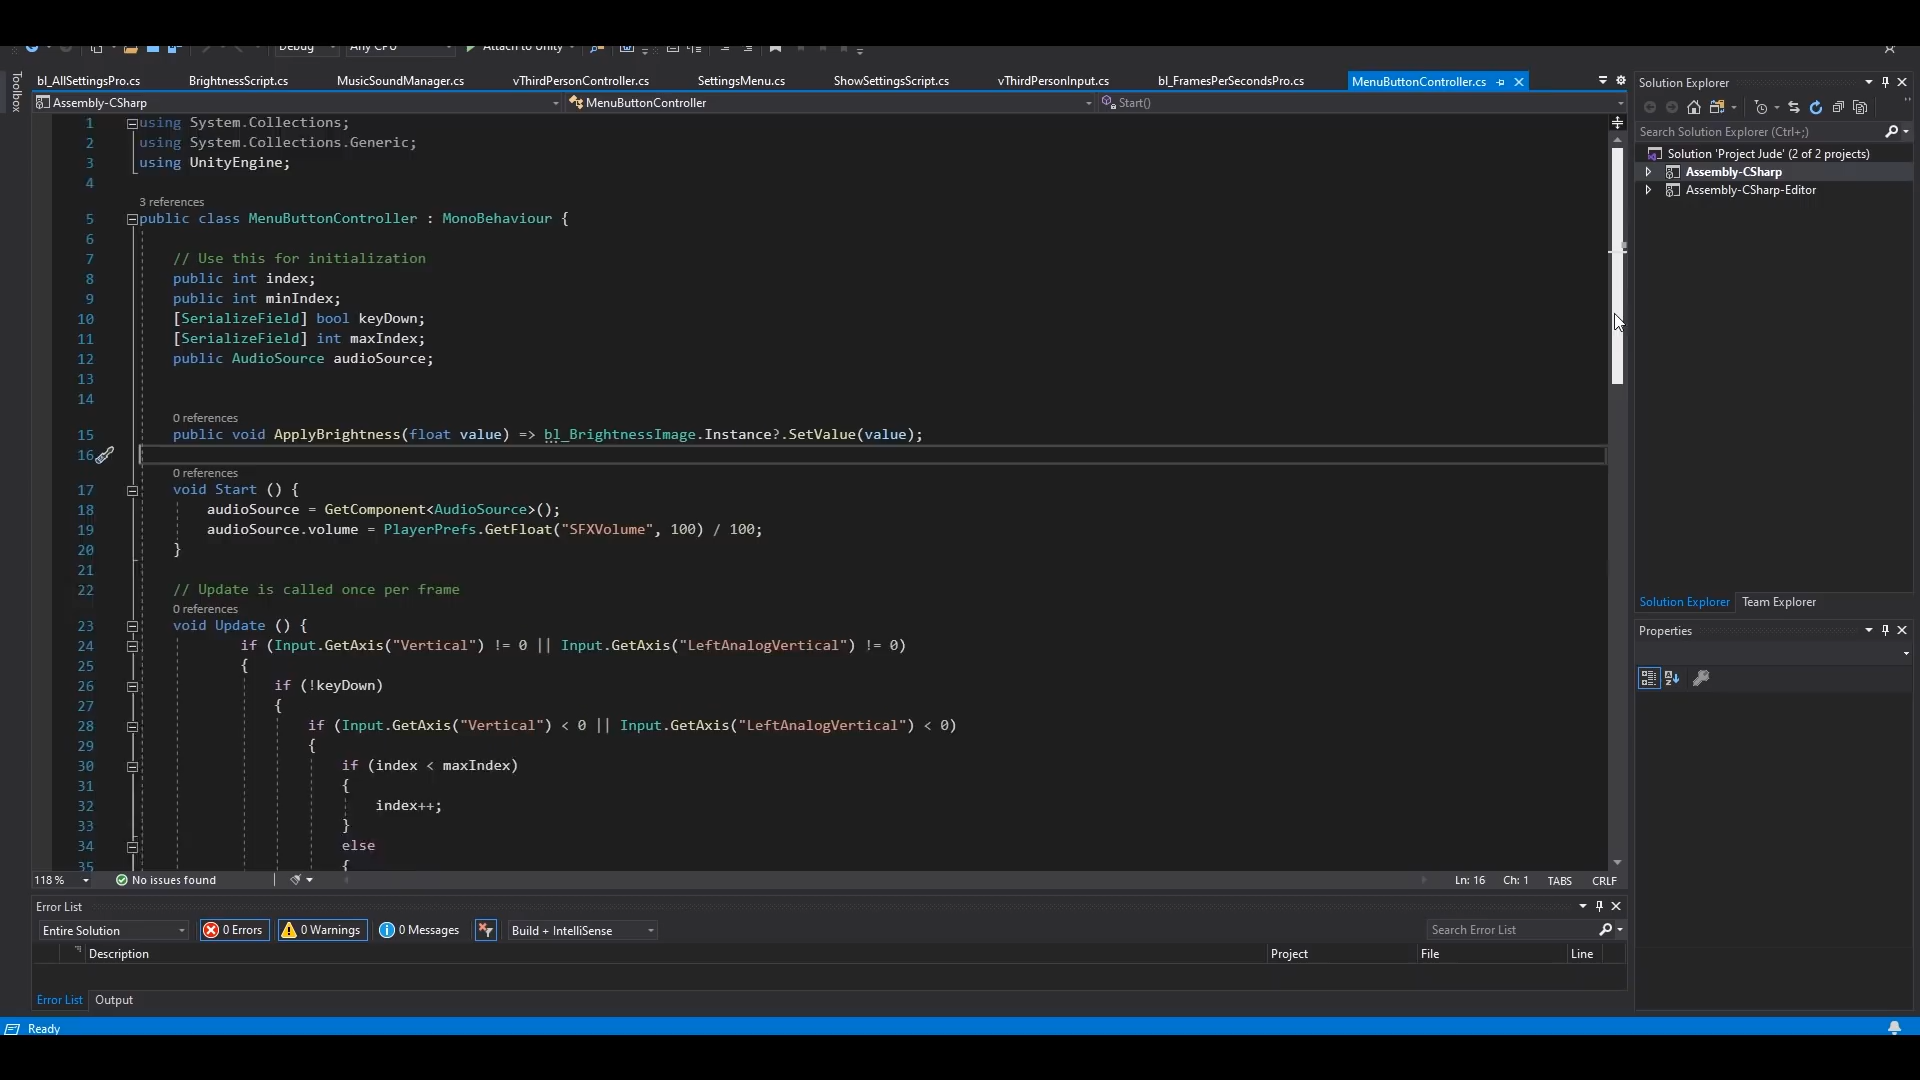 Debug Any CPU Attach to Unity
Toolbox
bl_AllSettingsPro.cs BrightnessScript.cs MusicSoundManager.cs vThirdPersonController.cs SettingsMenu.cs ShowSettingsScript.cs vThirdPersonInput.cs bl_FramesPerSecondsPro.cs MenuButtonController.cs
Assembly-CSharp MenuButtonController Start()
1 using System.Collections;
2 using System.Collections.Generic;
3 using UnityEngine;
4
3 references
5 public class MenuButtonController : MonoBehaviour {
6
7 // Use this for initialization
8 public int index;
9 public int minIndex;
10 [SerializeField] bool keyDown;
11 [SerializeField] int maxIndex;
12 public AudioSource audioSource;
13
14
0 references
15 public void ApplyBrightness(float value) => bl_BrightnessImage.Instance?.SetValue(value);
16
0 references
17 void Start () {
18 audioSource = GetComponent<AudioSource>();
19 audioSource.volume = PlayerPrefs.GetFloat("SFXVolume", 100) / 100;
20 }
21
22 // Update is called once per frame
0 references
23 void Update () {
24 if (Input.GetAxis("Vertical") != 0 || Input.GetAxis("LeftAnalogVertical") != 0)
25 {
26 if (!keyDown)
27 {
28 if (Input.GetAxis("Vertical") < 0 || Input.GetAxis("LeftAnalogVertical") < 0)
29 {
30 if (index < maxIndex)
31 {
32 index++;
33 }
34 else
35 {
118 % No issues found Ln: 16 Ch: 1 TABS CRLF
Error List
Entire Solution 0 Errors 0 Warnings 0 Messages Build + IntelliSense Search Error List
Description Project File Line
Error List Output
Ready
Solution Explorer
Search Solution Explorer (Ctrl+;)
Solution 'Project Jude' (2 of 2 projects)
Assembly-CSharp
Assembly-CSharp-Editor
Solution Explorer Team Explorer
Properties